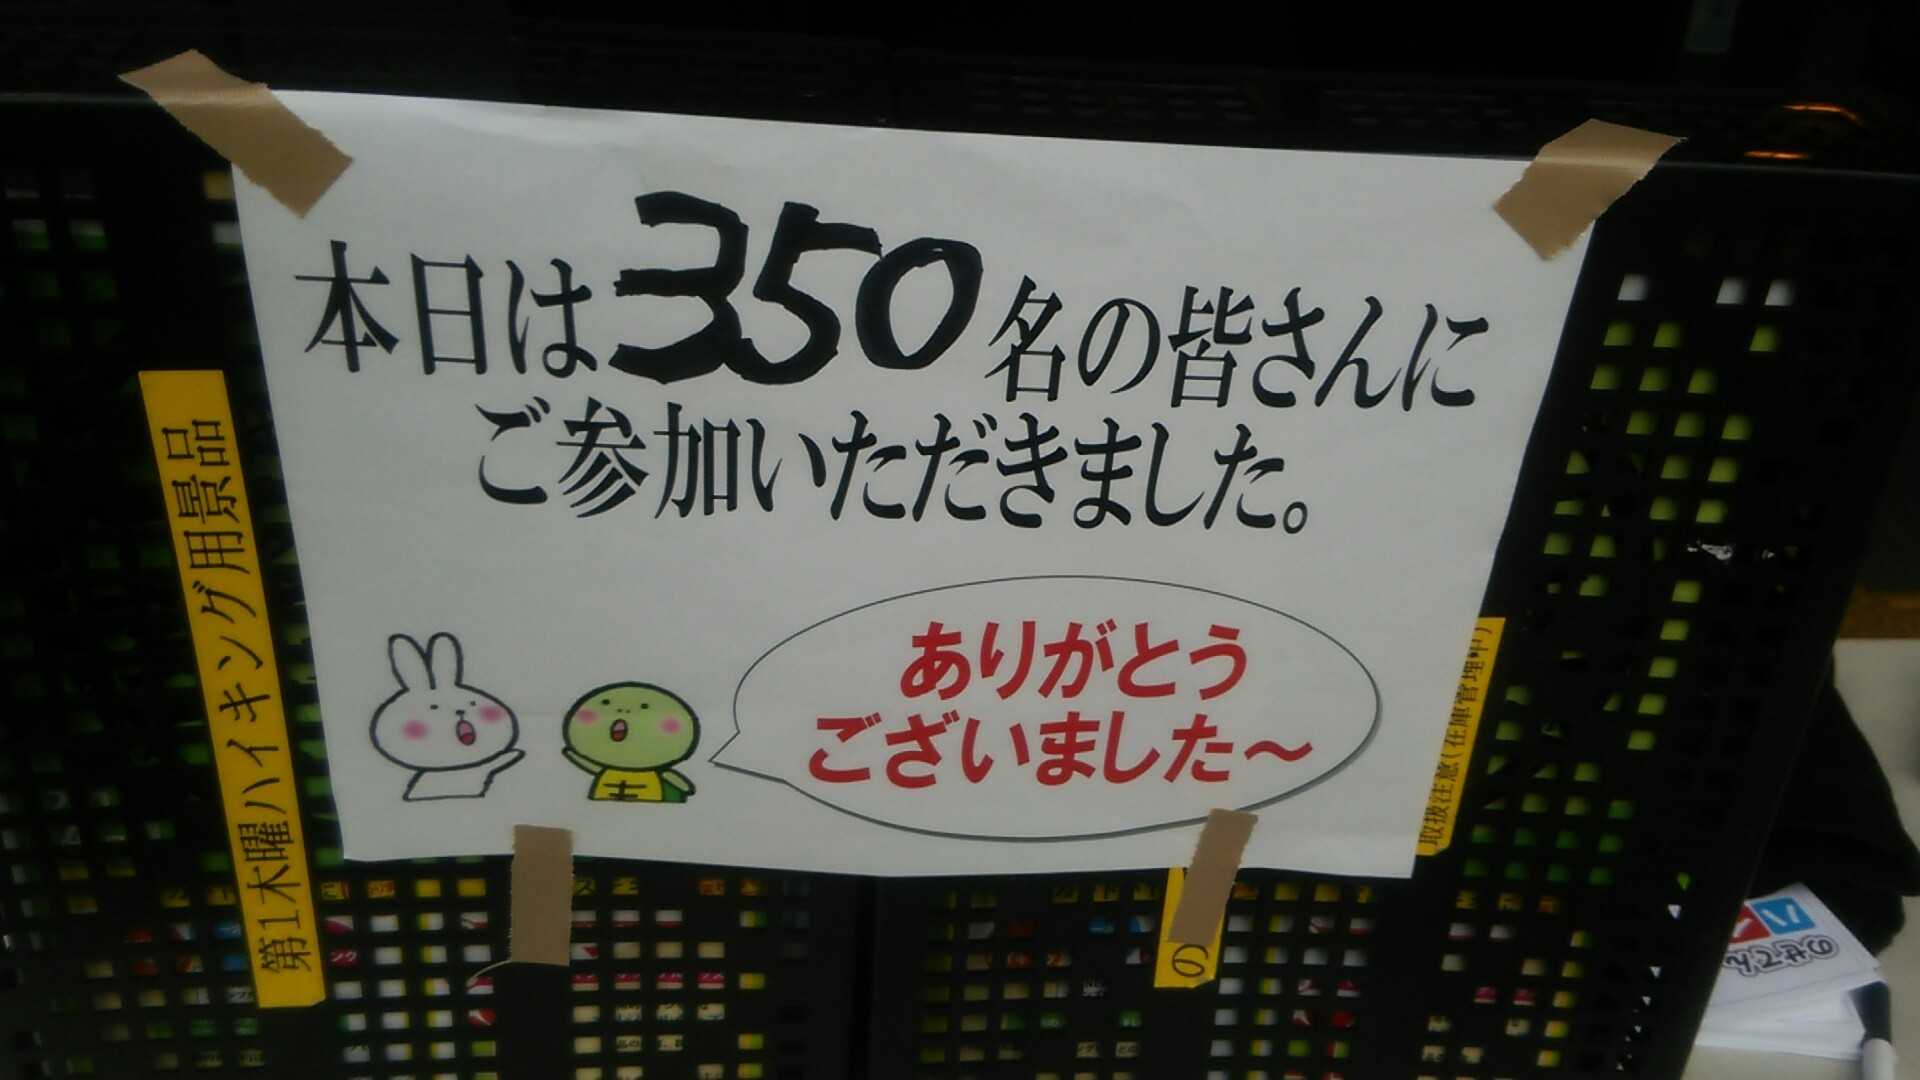 本日は350名の皆さんに
ご参加いただきました。
ありがとう
ございました～
第1木曜ハイキング用景品
取扱注意(在庫管理中)
の